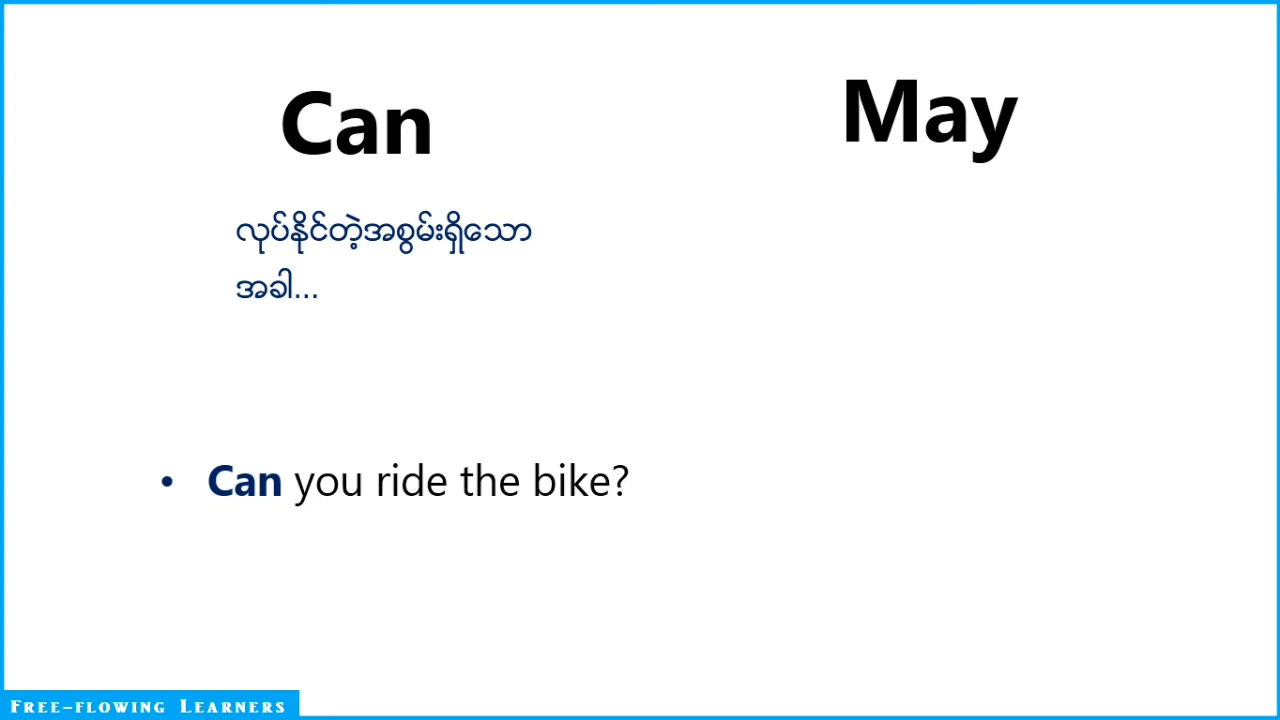 Can
May
လုပ်နိုင်တဲ့အစွမ်းရှိသော
အခါ...
• Can you ride the bike?
Free-flowing Learners